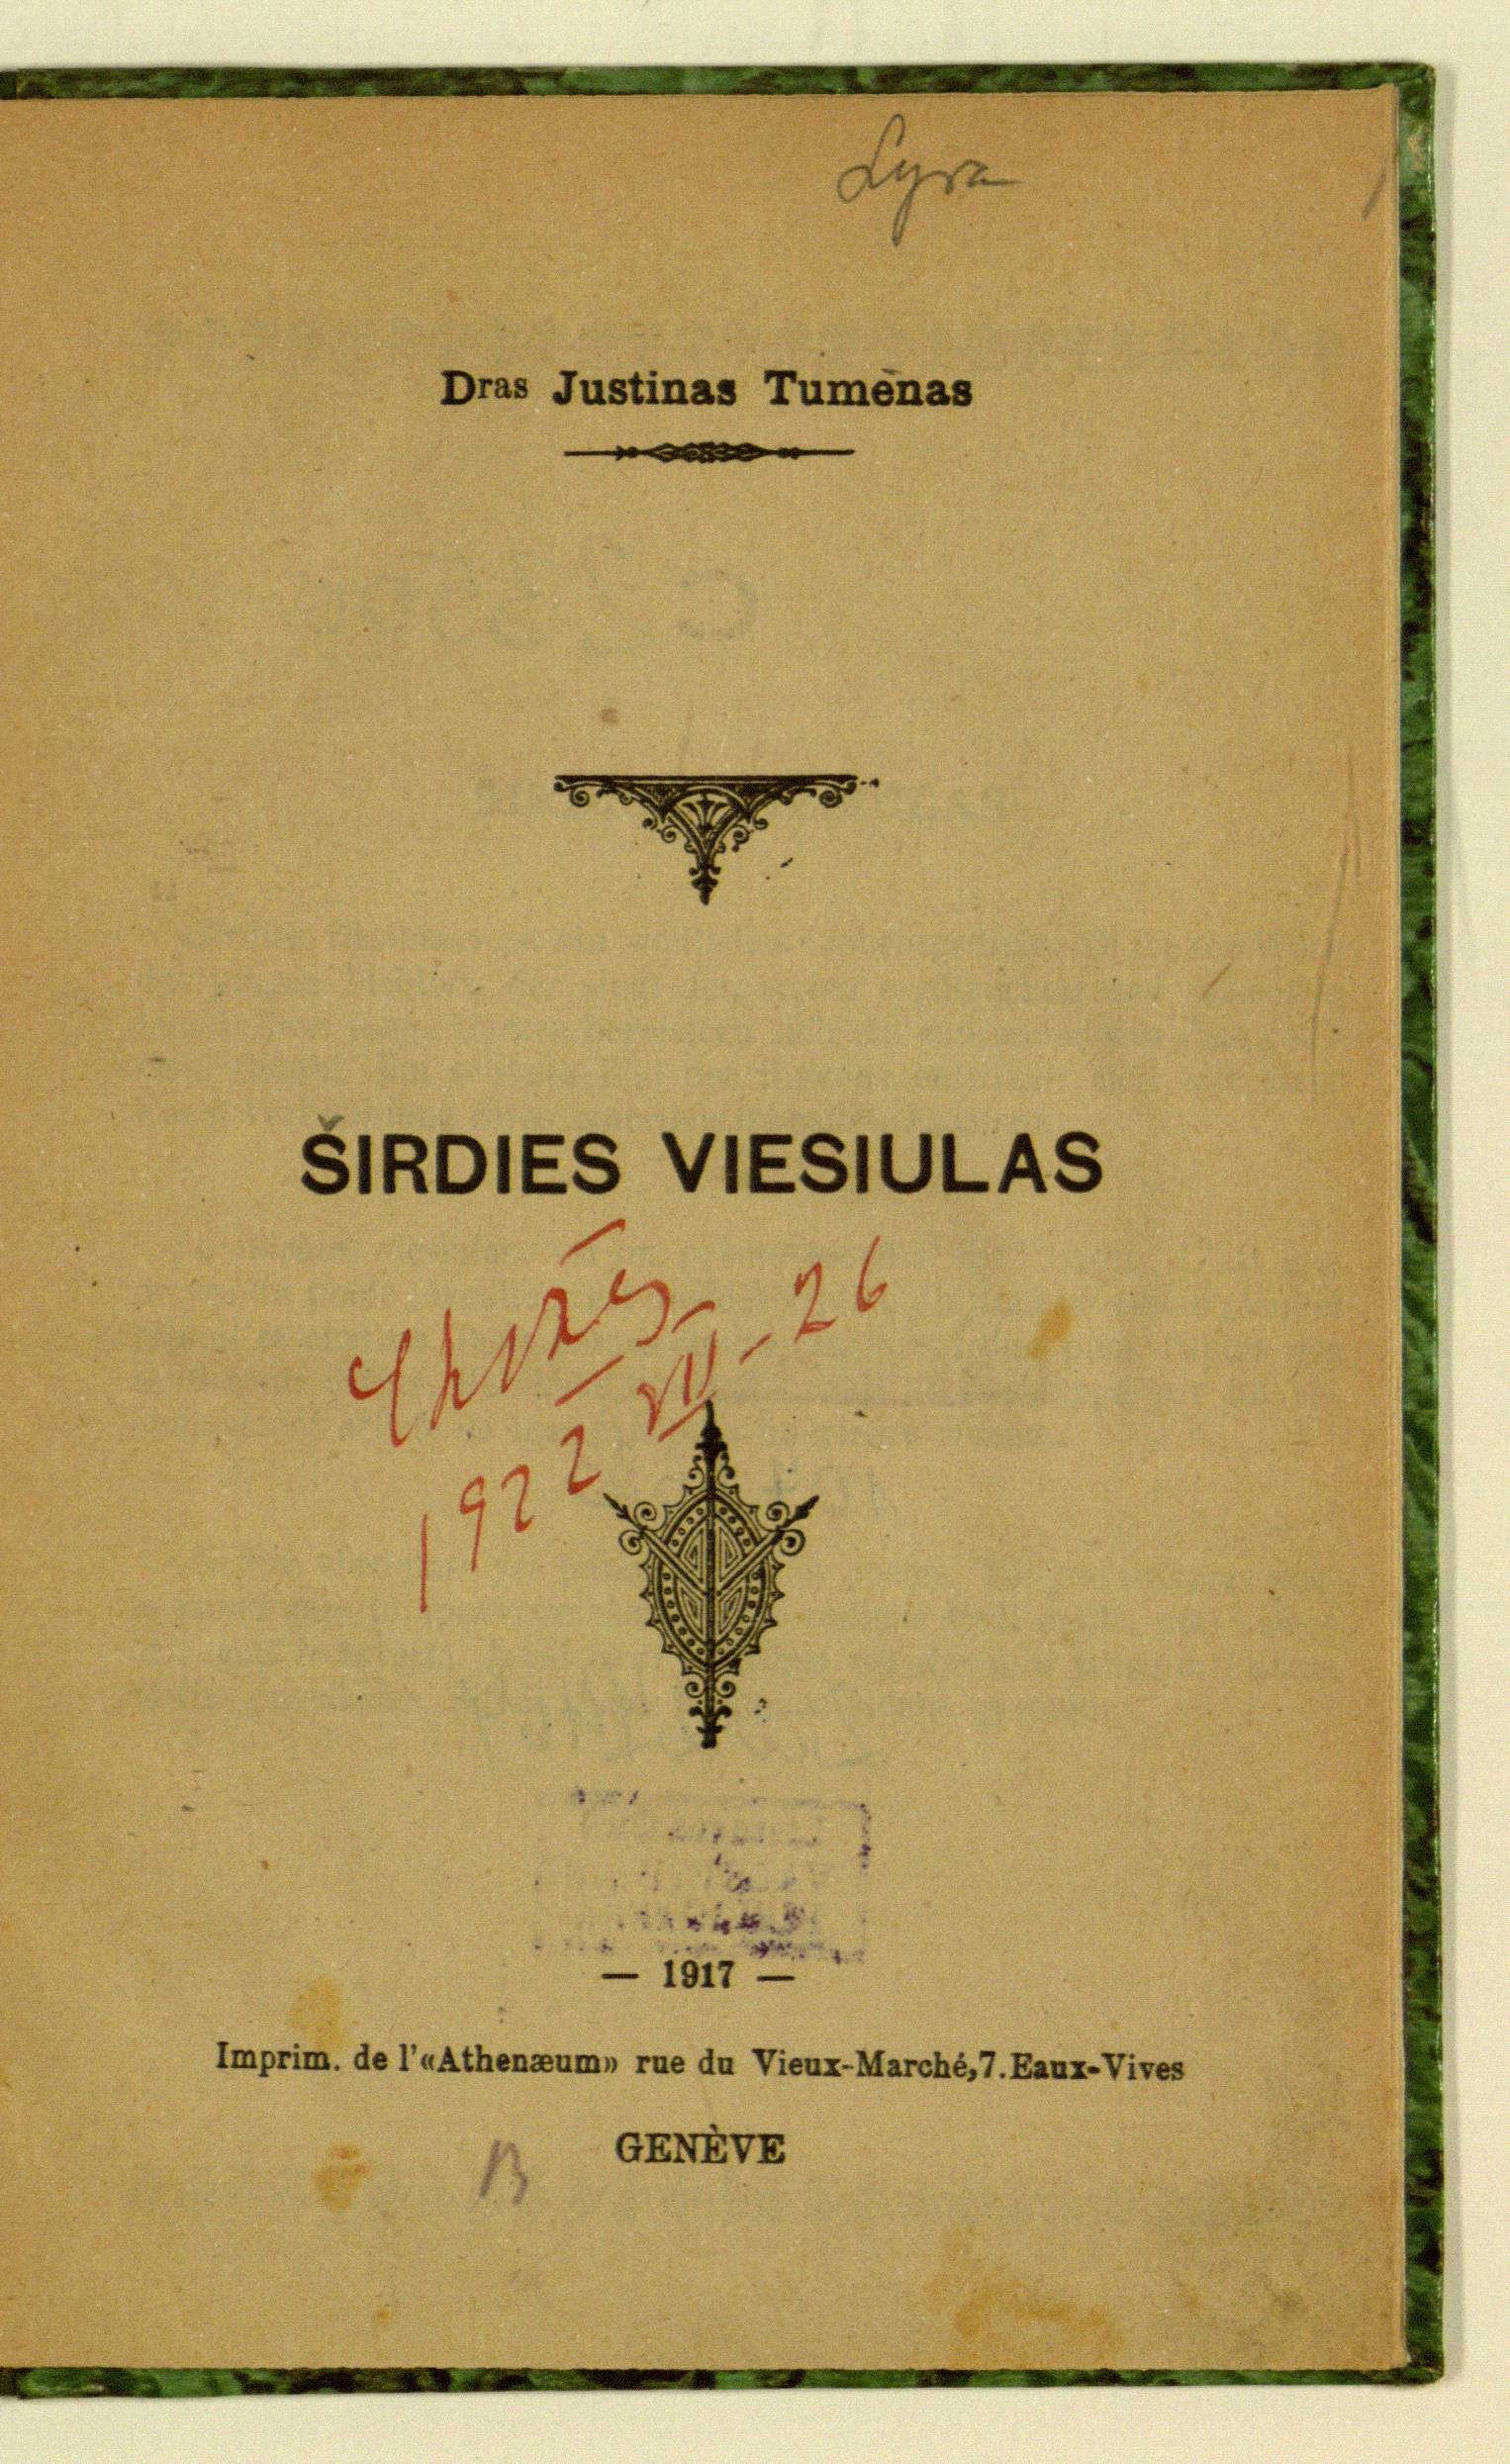 Lyra
Dras Justinas Tumėnas
ŠIRDIES VIESIULAS
1922 VII - 26
— 1917 —
Imprim. de l'«Athenæum» rue du Vieux-Marché,7.Eaux-Vives
GENÈVE
B